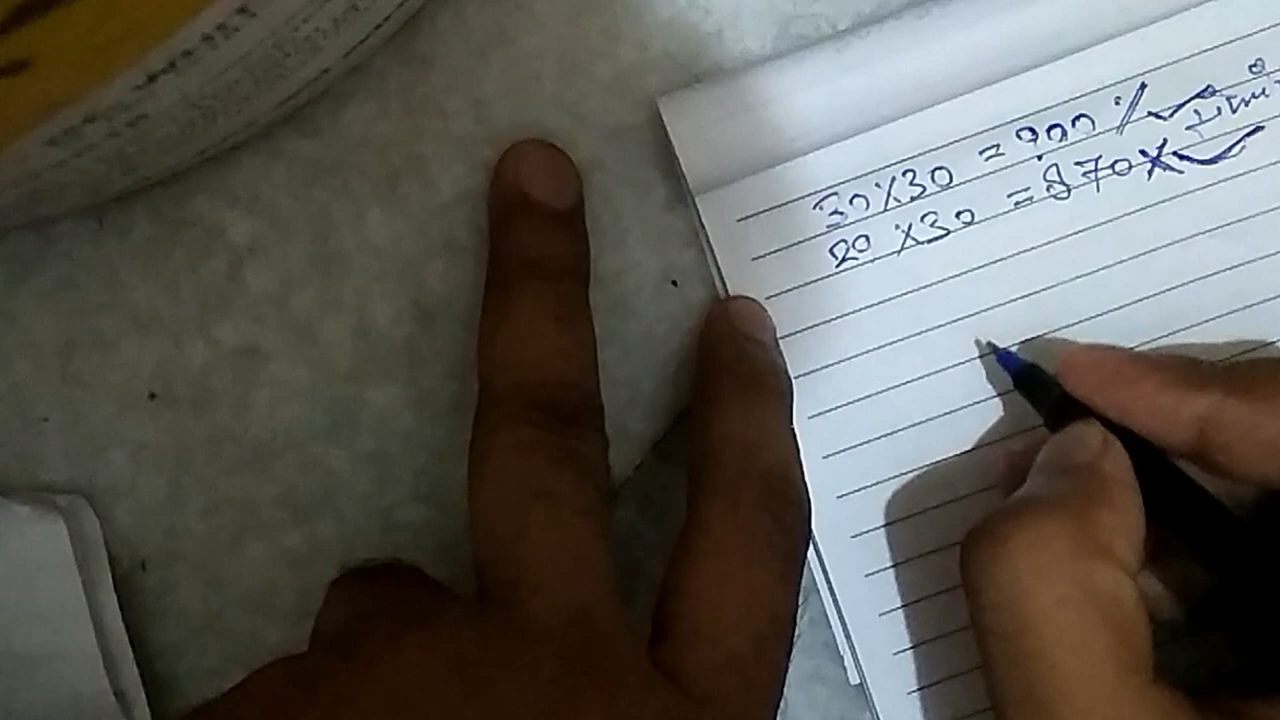 30×30 = 900
20×30 = 870×